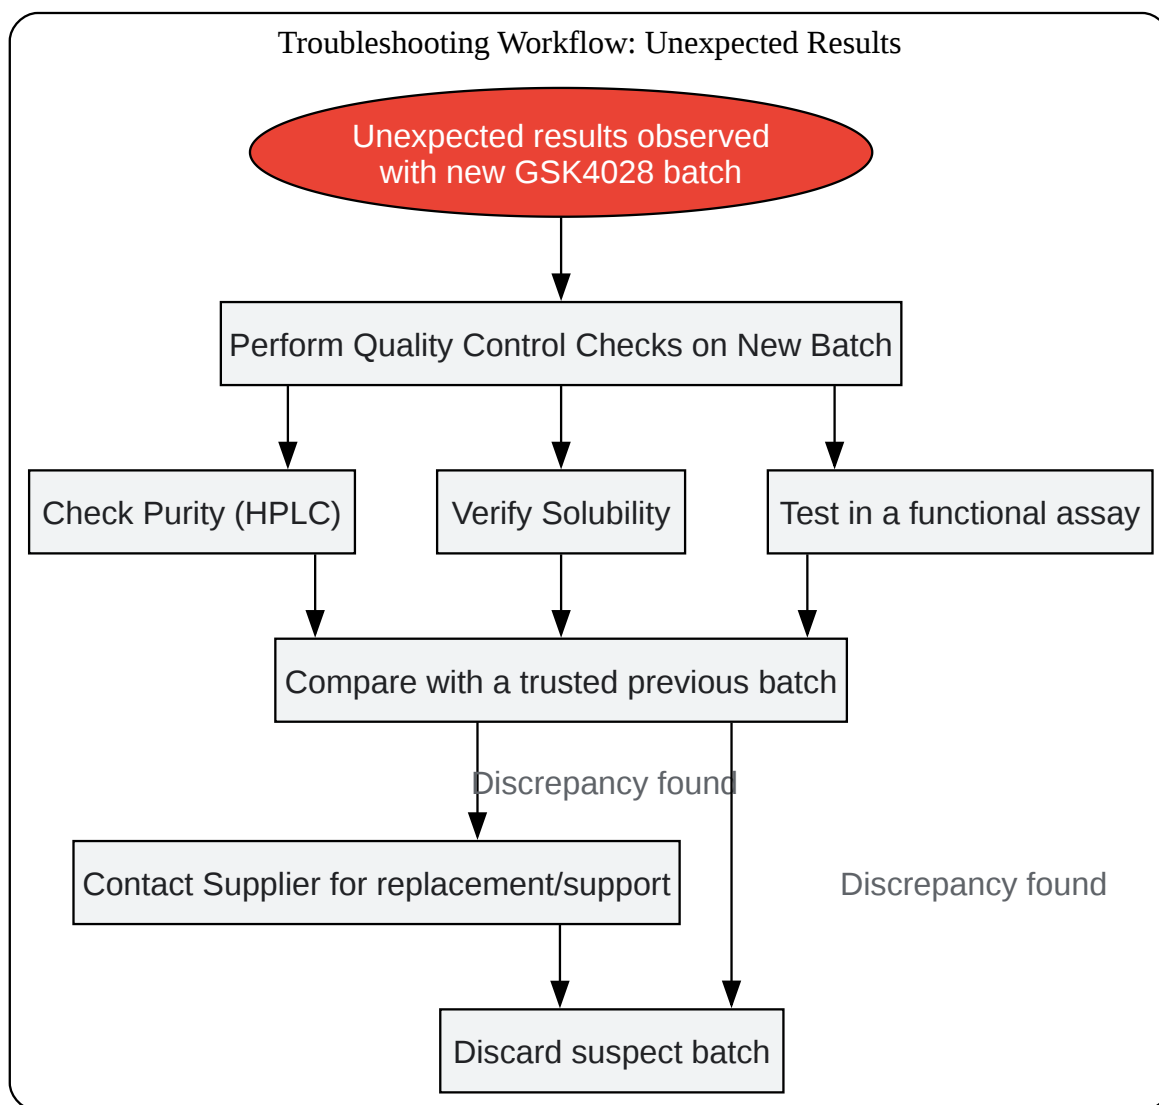 Troubleshooting Workflow: Unexpected Results
Unexpected results observed
with new GSK4028 batch
Perform Quality Control Checks on New Batch
Check Purity (HPLC)
Verify Solubility
Test in a functional assay
Compare with a trusted previous batch
Discrepancy found
Contact Supplier for replacement/support
Discrepancy found
Discard suspect batch